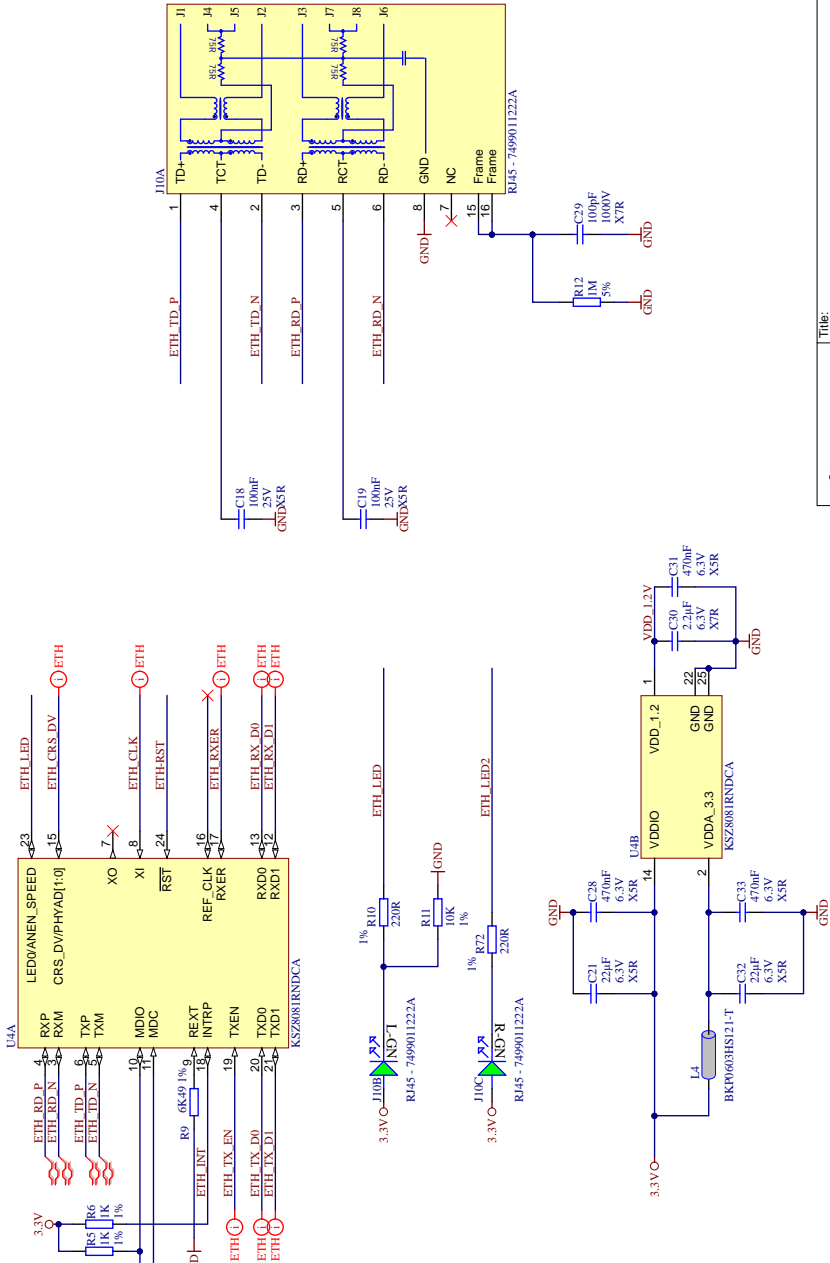 J10A
TD+
TCT
TD-
RD+
RCT
RD-
GND
NC
Frame
Frame
1
4
2
3
5
6
8
7
15
16
J1
J4
J5
J2
J3
J7
J8
J6
75R
75R
75R
75R
RJ45 - 7499011222A
ETH_TD_P
ETH_TD_N
ETH_RD_P
ETH_RD_N
GND
C18
100nF
25V
X5R
GND
C19
100nF
25V
X5R
GND
R12
1M
5%
GND
C29
100pF
1000V
X7R
GND
Title:
U4A
RXP
RXM
TXP
TXM
MDIO
MDC
REXT
INTRP
TXEN
TXD0
TXD1
LED0/ANEN_SPEED
CRS_DV/PHYAD[1:0]
XO
XI
RST
REF_CLK
RXER
RXD0
RXD1
KSZ8081RNDCA
4
3
6
5
10
11
9
18
19
20
21
23
15
7
8
24
16
17
13
12
ETH_RD_P
ETH_RD_N
ETH_TD_P
ETH_TD_N
3.3V
R5
1K
1%
R6
1K
1%
R9
6K49 1%
ETH_INT
ETH_TX_EN
ETH_TX_D0
ETH_TX_D1
ETH
i
ETH
i
ETH
i
D
ETH_LED
ETH_CRS_DV
i
ETH
ETH_CLK
i
ETH
ETH-RST
ETH_RXER
i
ETH
ETH_RX_D0
ETH_RX_D1
i
ETH
i
ETH
3.3V
J10B
L-GN
RJ45 - 7499011222A
1%
R10
220R
ETH_LED
R11
10K
1%
GND
3.3V
J10C
R-GN
RJ45 - 7499011222A
1%
R72
220R
ETH_LED2
U4B
VDDIO
VDDA_3.3
VDD_1.2
GND
GND
KSZ8081RNDCA
14
2
1
22
25
GND
C21
22µF
6.3V
X5R
C28
470nF
6.3V
X5R
C32
22µF
6.3V
X5R
C33
470nF
6.3V
X5R
GND
3.3V
L4
BKP0603HS121-T
VDD_1.2V
C30
2.2µF
6.3V
X7R
C31
470nF
6.3V
X5R
GND